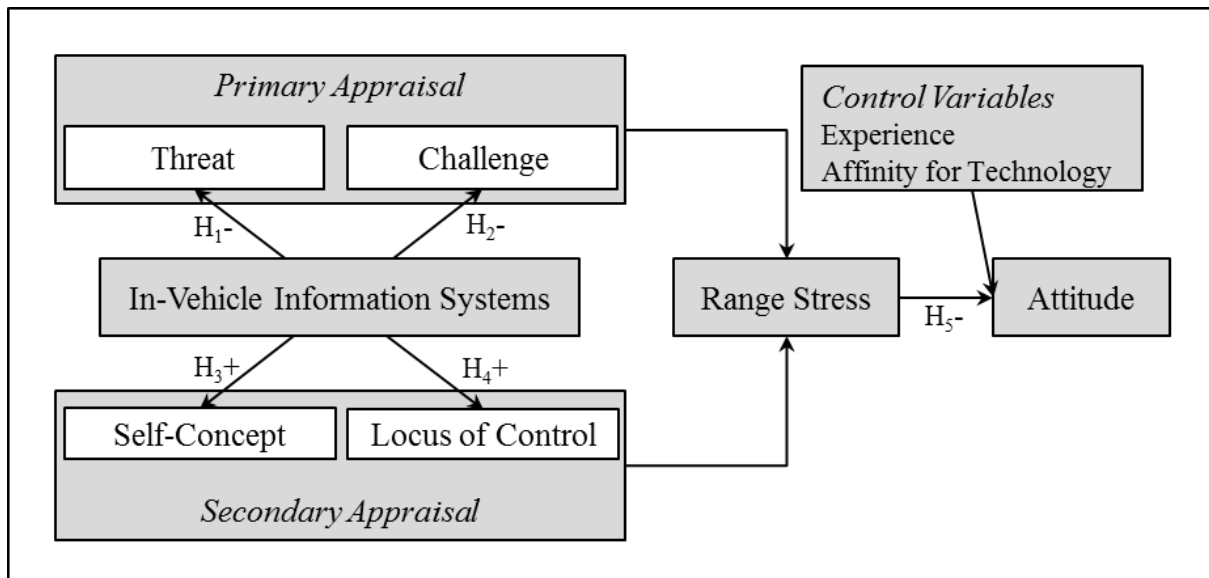 Primary Appraisal
Threat
Challenge
H₁-
H₂-
In-Vehicle Information Systems
H₃+
H₄+
Self-Concept
Locus of Control
Secondary Appraisal
Range Stress
H₅-
Control Variables
Experience
Affinity for Technology
Attitude